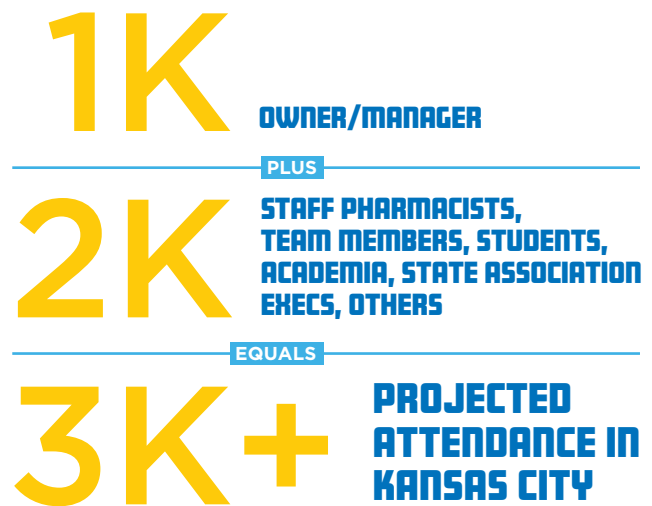 1K
OWNER/MANAGER
PLUS
2K
STAFF PHARMACISTS,
TEAM MEMBERS, STUDENTS,
ACADEMIA, STATE ASSOCIATION
EXECS, OTHERS
EQUALS
3K+
PROJECTED
ATTENDANCE IN
KANSAS CITY